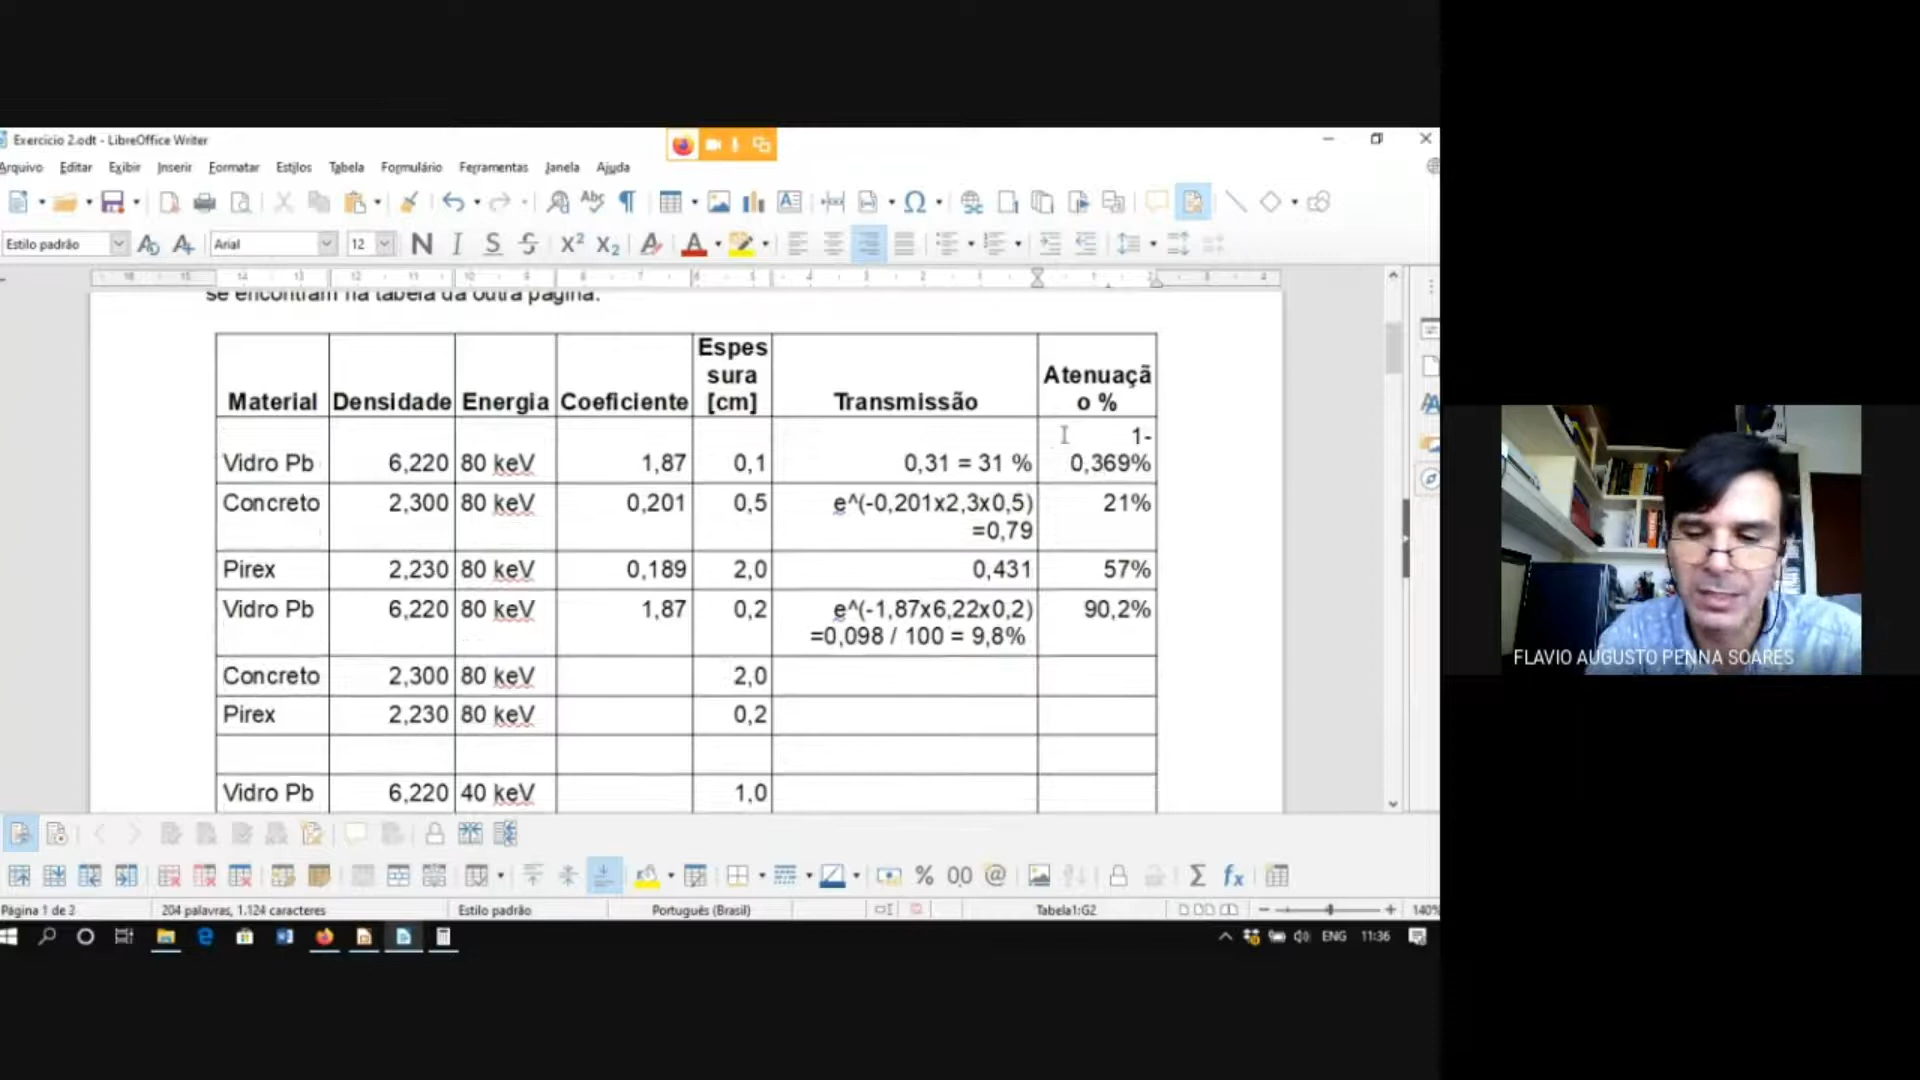 Exercicio 2.odt - LibreOffice Writer
Arquivo Editar Exibir Inserir Formatar Estilos Tabela Formulário Ferramentas Janela Ajuda
Estilo padrão Arial 12 N I S S X² X₂
se encontram na tabela da outra página.
Material Densidade Energia Coeficiente Espes
sura
[cm] Transmissão Atenuaçã
o %
Vidro Pb 6,220 80 keV 1,87 0,1 0,31 = 31 % 1-
0,369%
Concreto 2,300 80 keV 0,201 0,5 e^(-0,201x2,3x0,5)
=0,79 21%
Pirex 2,230 80 keV 0,189 2,0 0,431 57%
Vidro Pb 6,220 80 keV 1,87 0,2 e^(-1,87x6,22x0,2)
=0,098 / 100 = 9,8% 90,2%
Concreto 2,300 80 keV 2,0
Pirex 2,230 80 keV 0,2
Vidro Pb 6,220 40 keV 1,0
Página 1 de 3 204 palavras, 1.124 caracteres Estilo padrão Português (Brasil) Tabela1:G2 140%
ENG 11:36
FLAVIO AUGUSTO PENNA SOARES